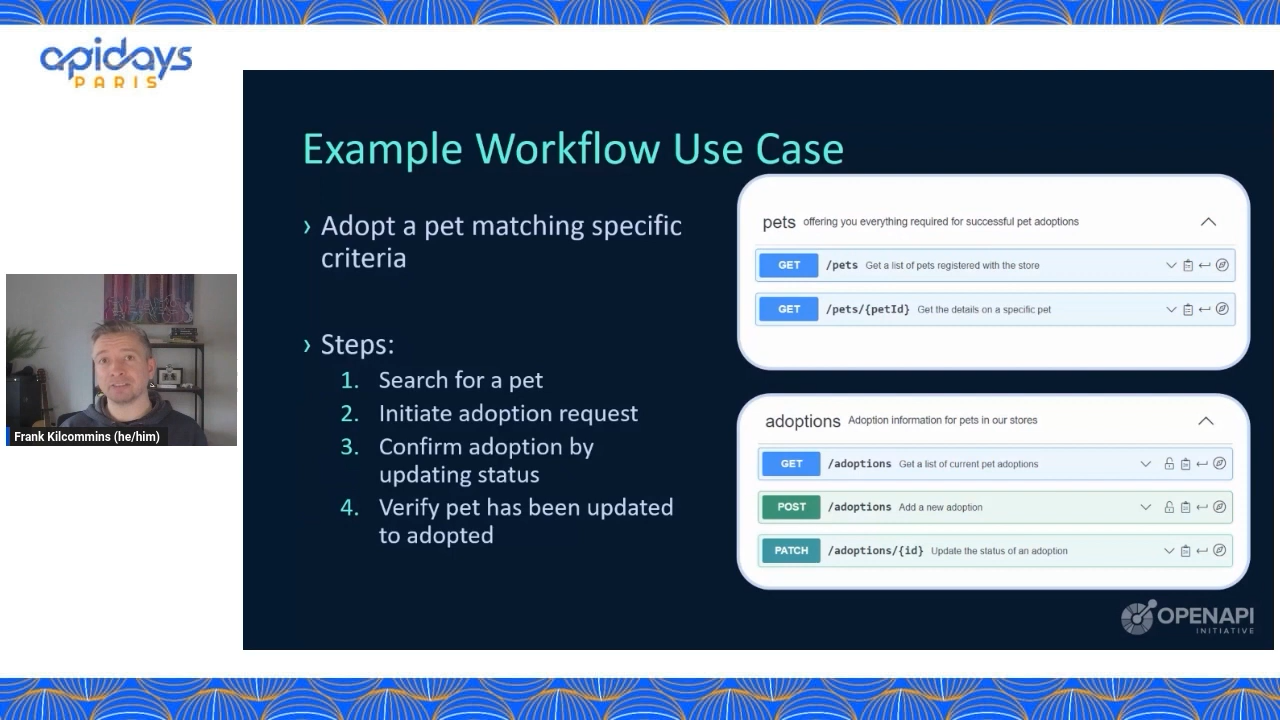 apidays
PARIS
Example Workflow Use Case
› Adopt a pet matching specific
criteria
› Steps:
1. Search for a pet
2. Initiate adoption request
3. Confirm adoption by
updating status
4. Verify pet has been updated
to adopted
pets offering you everything required for successful pet adoptions
GET /pets Get a list of pets registered with the store
GET /pets/{petId} Get the details on a specific pet
adoptions Adoption information for pets in our stores
GET /adoptions Get a list of current pet adoptions
POST /adoptions Add a new adoption
PATCH /adoptions/{id} Update the status of an adoption
OPENAPI
INITIATIVE
Frank Kilcommins (he/him)